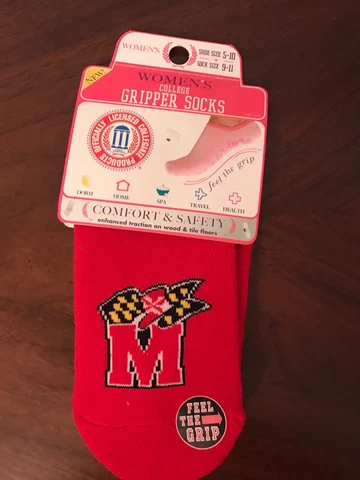 WOMEN'S
SHOE SIZE 5-10
SOCK SIZE 9-11
NEW
WOMEN'S
COLLEGE
GRIPPER SOCKS
OFFICIALLY LICENSED COLLEGIATE PRODUCTS
feel the grip
DORM
HOME
SPA
TRAVEL
HEALTH
COMFORT & SAFETY
enhanced traction on wood & tile floors
M
FEEL
THE
GRIP